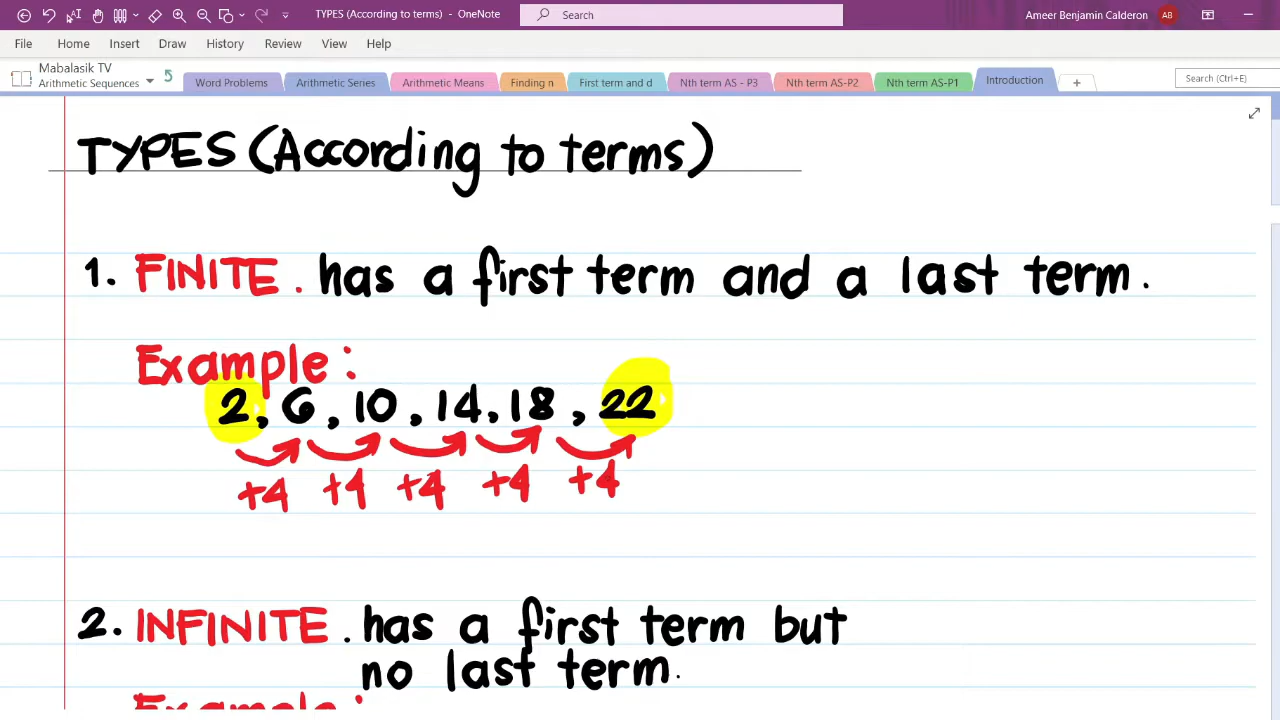 TYPES (According to terms) - OneNote
Search
Ameer Benjamin Calderon AB
File Home Insert Draw History Review View Help
Mabalasik TV
Arithmetic Sequences
Word Problems Arithmetic Series Arithmetic Means Finding n First term and d Nth term AS - P3 Nth term AS-P2 Nth term AS-P1 Introduction +
Search (Ctrl+E)
TYPES (According to terms)
1. FINITE . has a first term and a last term.
Example:
2, 6, 10, 14, 18, 22
+4 +4 +4 +4 +4
2. INFINITE . has a first term but
no last term.
Example: